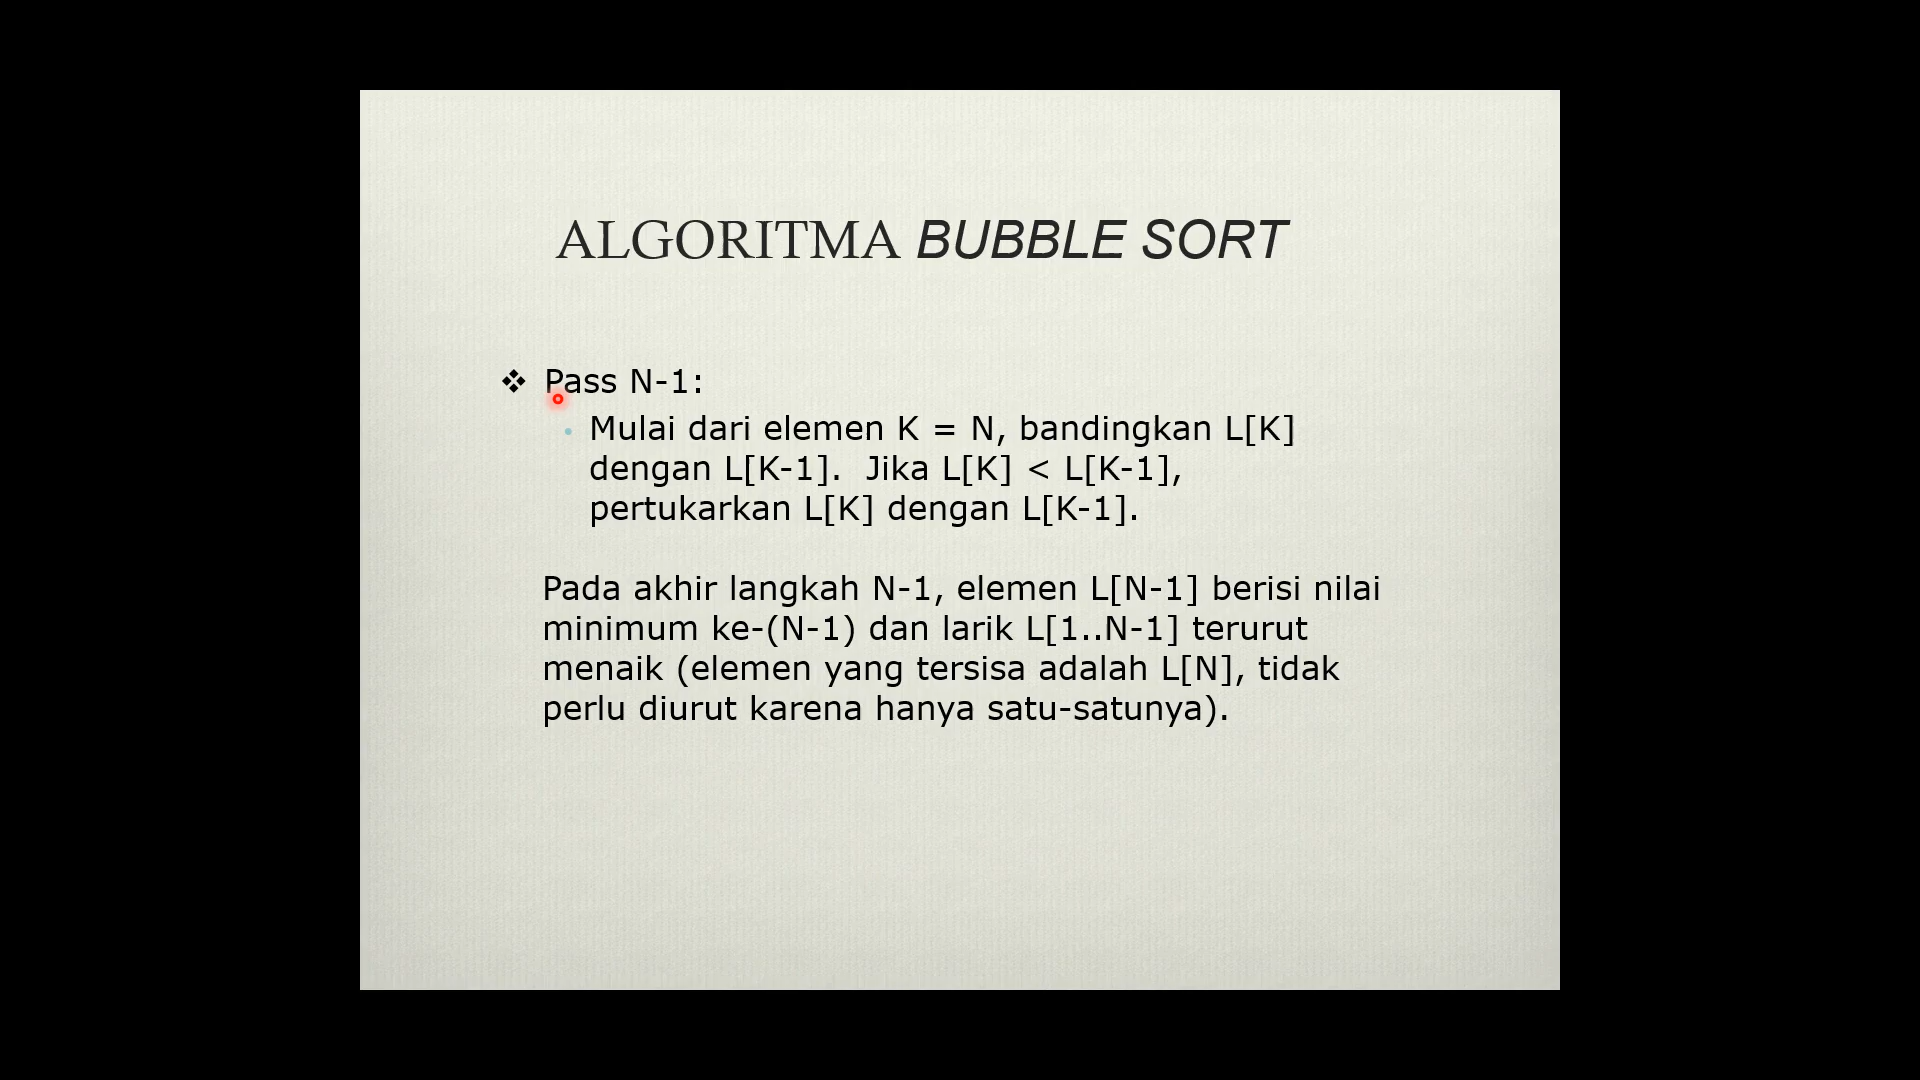 ALGORITMA BUBBLE SORT
Pass N-1:
Mulai dari elemen K = N, bandingkan L[K]
dengan L[K-1].  Jika L[K] < L[K-1],
pertukarkan L[K] dengan L[K-1].
Pada akhir langkah N-1, elemen L[N-1] berisi nilai
minimum ke-(N-1) dan larik L[1..N-1] terurut
menaik (elemen yang tersisa adalah L[N], tidak
perlu diurut karena hanya satu-satunya).